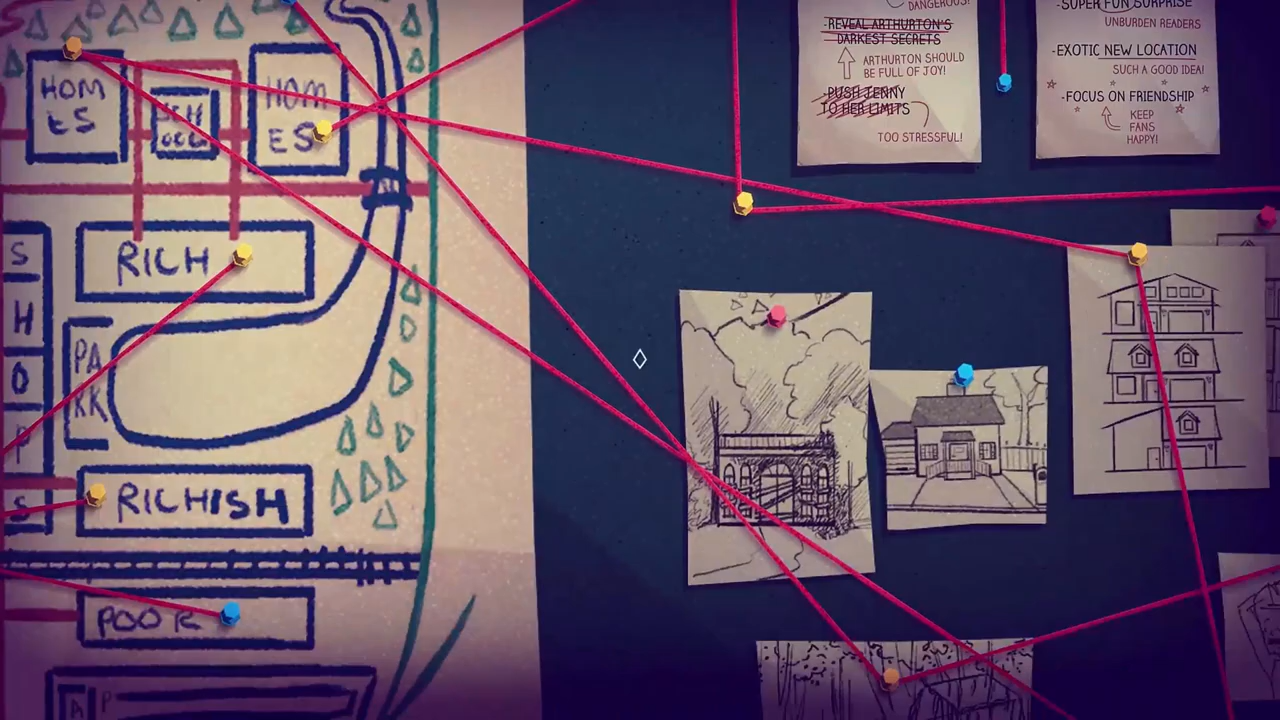 HOM
ES
SCH
OOL
HOM
ES
RICH
S
H
O
P
S
PA
RK
RICHISH
POOR
A
P
DANGEROUS!
-REVEAL ARTHURTON'S
DARKEST SECRETS
ARTHURTON SHOULD
BE FULL OF JOY!
-PUSH JENNY
TO HER LIMITS
TOO STRESSFUL!
-SUPER FUN SURPRISE
UNBURDEN READERS
-EXOTIC NEW LOCATION
SUCH A GOOD IDEA!
-FOCUS ON FRIENDSHIP
KEEP
FANS
HAPPY!